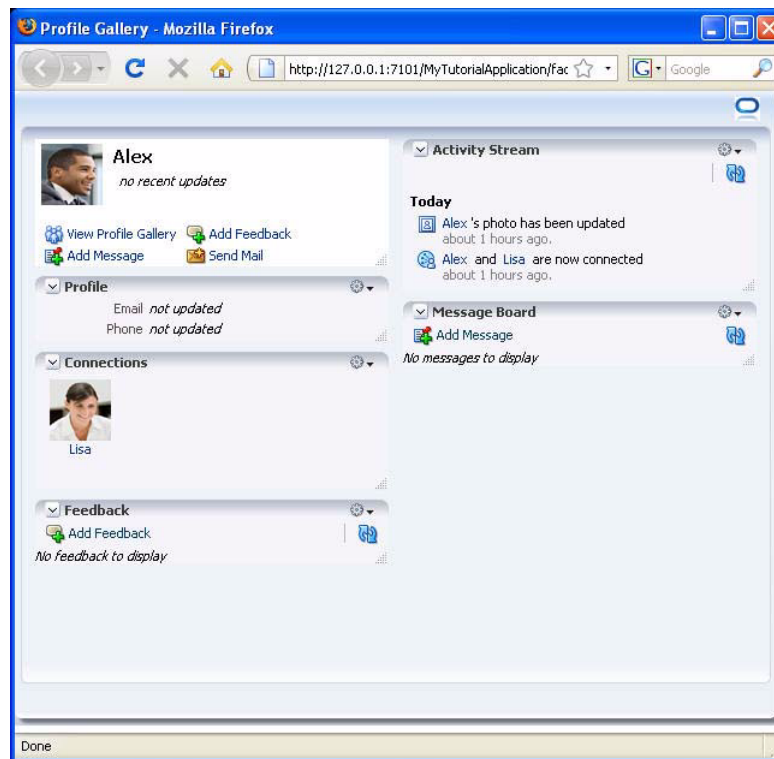 Profile Gallery - Mozilla Firefox
http://127.0.0.1:7101/MyTutorialApplication/fac
G Google
Alex
no recent updates
View Profile Gallery Add Feedback
Add Message Send Mail
Profile
Email not updated
Phone not updated
Connections
Lisa
Feedback
Add Feedback
No feedback to display
Activity Stream
Today
Alex 's photo has been updated
about 1 hours ago.
Alex and Lisa are now connected
about 1 hours ago.
Message Board
Add Message
No messages to display
Done